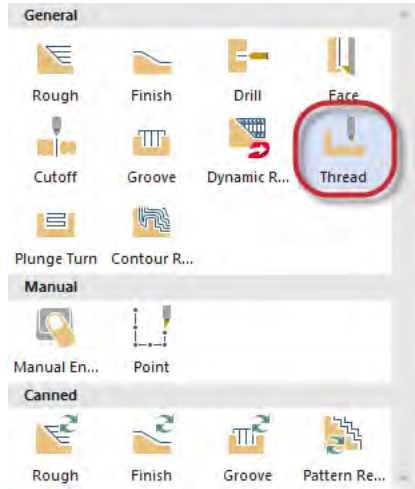 General
Rough Finish Drill Face
Cutoff Groove Dynamic R... Thread
Plunge Turn Contour R...
Manual
Manual En... Point
Canned
Rough Finish Groove Pattern Re...